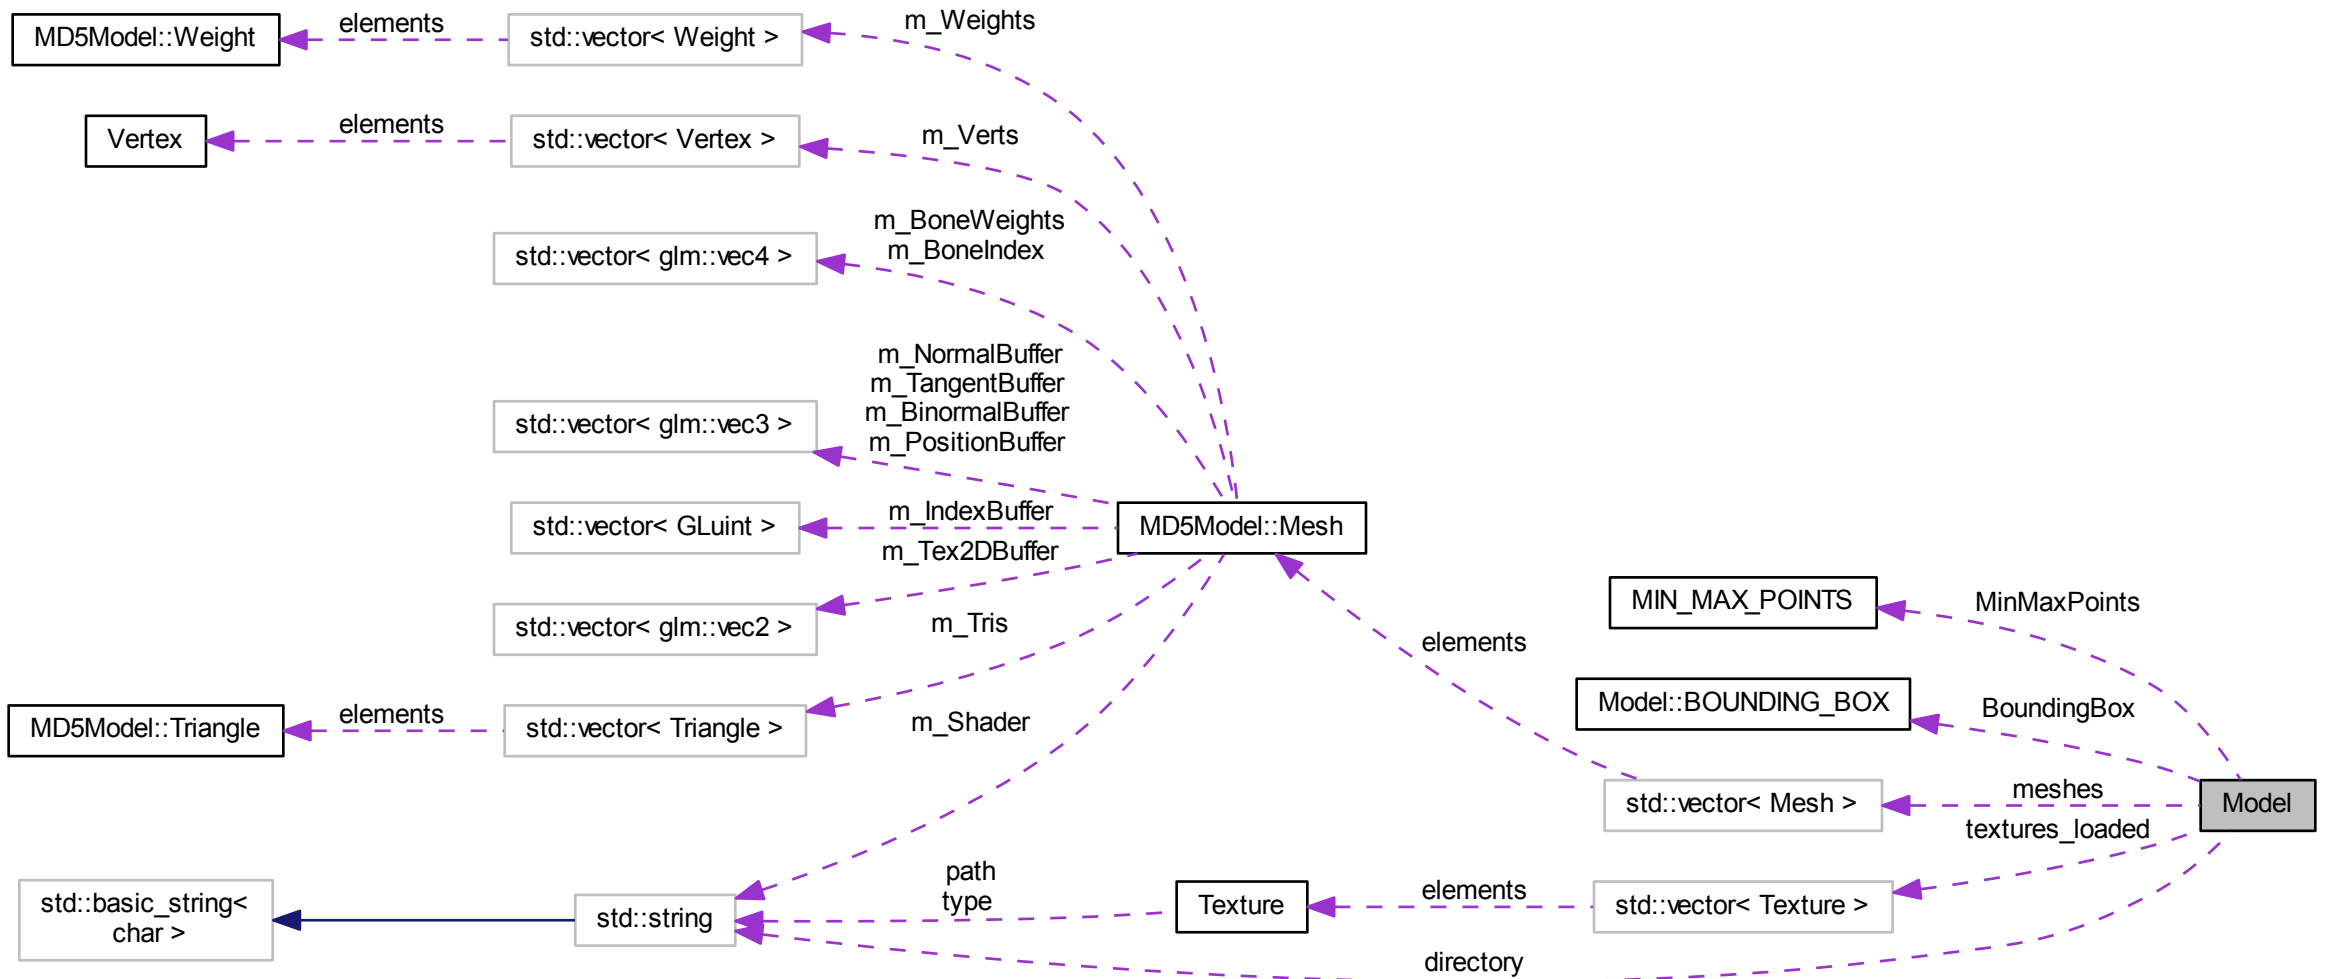 MD5Model::Weight
elements
std::vector< Weight >
m_Weights
Vertex
elements
std::vector< Vertex >
m_Verts
std::vector< glm::vec4 >
m_BoneWeights
m_BoneIndex
std::vector< glm::vec3 >
m_NormalBuffer
m_TangentBuffer
m_BinormalBuffer
m_PositionBuffer
std::vector< GLuint >
m_IndexBuffer
MD5Model::Mesh
m_Tex2DBuffer
std::vector< glm::vec2 >
m_Tris
MIN_MAX_POINTS
MinMaxPoints
elements
MD5Model::Triangle
elements
std::vector< Triangle >
m_Shader
Model::BOUNDING_BOX
BoundingBox
std::vector< Mesh >
meshes
Model
textures_loaded
std::basic_string<
char >
std::string
path
type
Texture
elements
std::vector< Texture >
directory